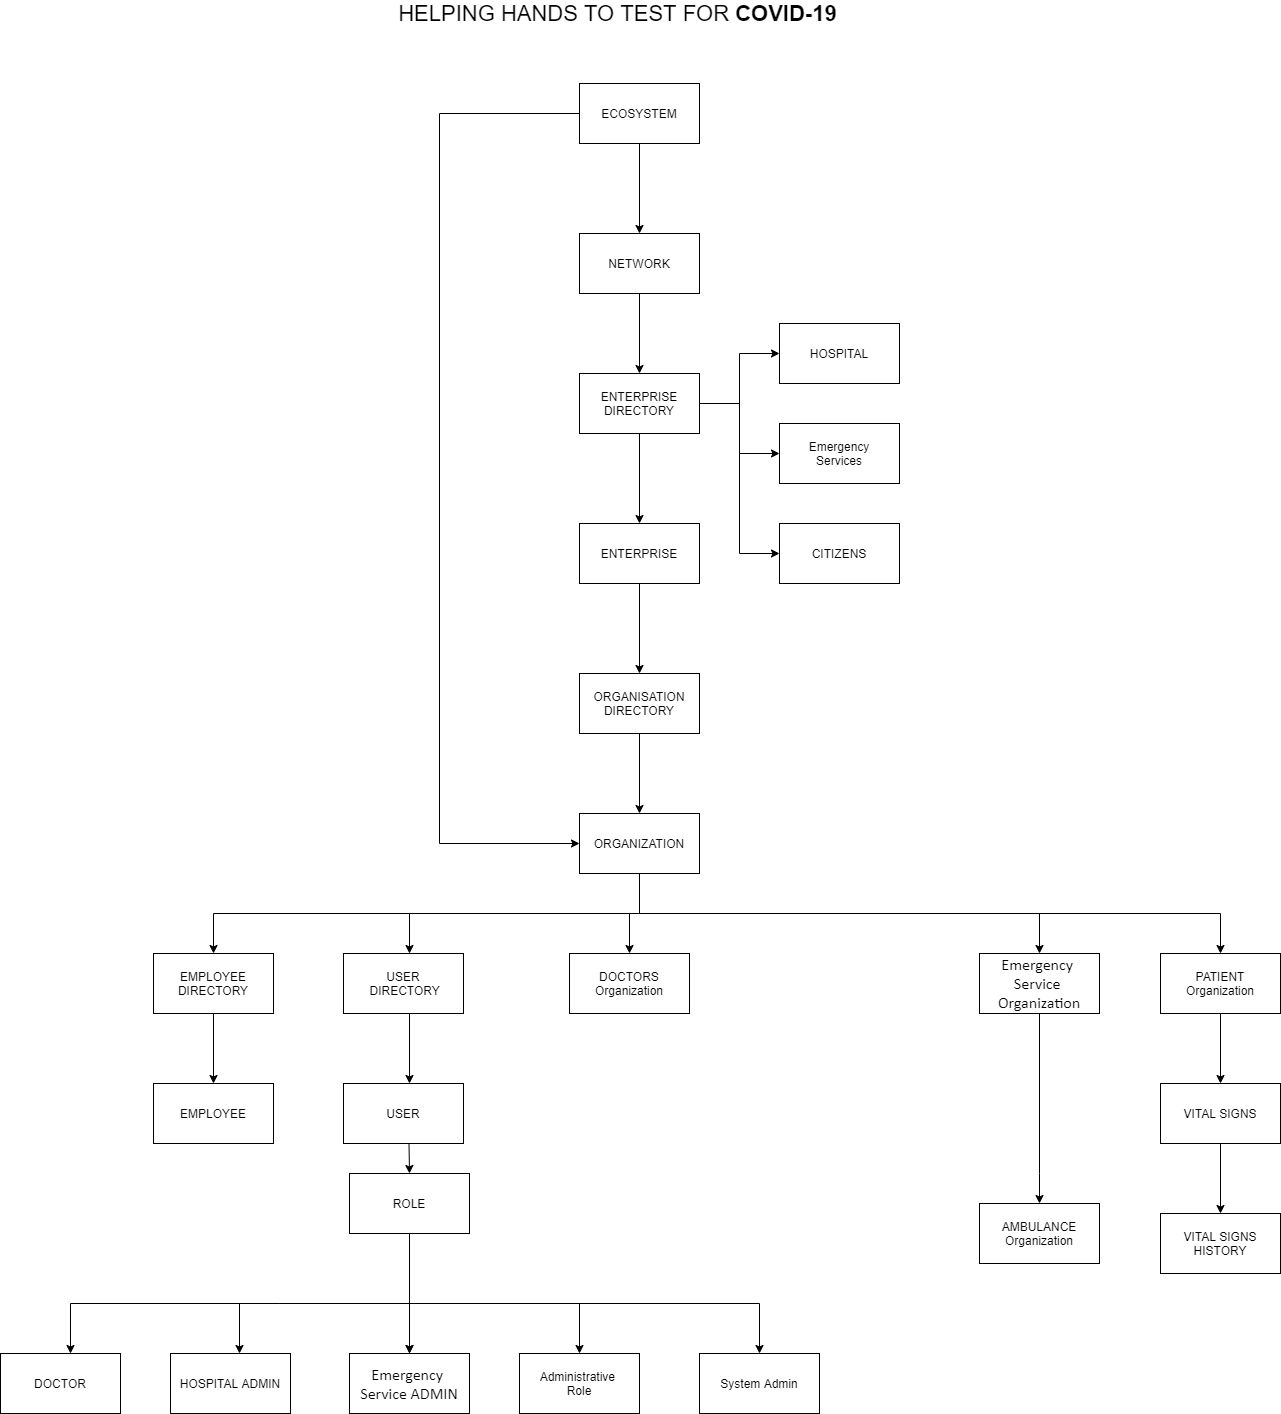 HELPING HANDS TO TEST FOR COVID-19
ECOSYSTEM
NETWORK
HOSPITAL
ENTERPRISE
DIRECTORY
Emergency
Services
ENTERPRISE
CITIZENS
ORGANISATION
DIRECTORY
ORGANIZATION
EMPLOYEE
DIRECTORY
USER
DIRECTORY
DOCTORS
Organization
Emergency
Service
Organization
PATIENT
Organization
EMPLOYEE
USER
VITAL SIGNS
ROLE
AMBULANCE
Organization
VITAL SIGNS
HISTORY
DOCTOR
HOSPITAL ADMIN
Emergency
Service ADMIN
Administrative
Role
System Admin